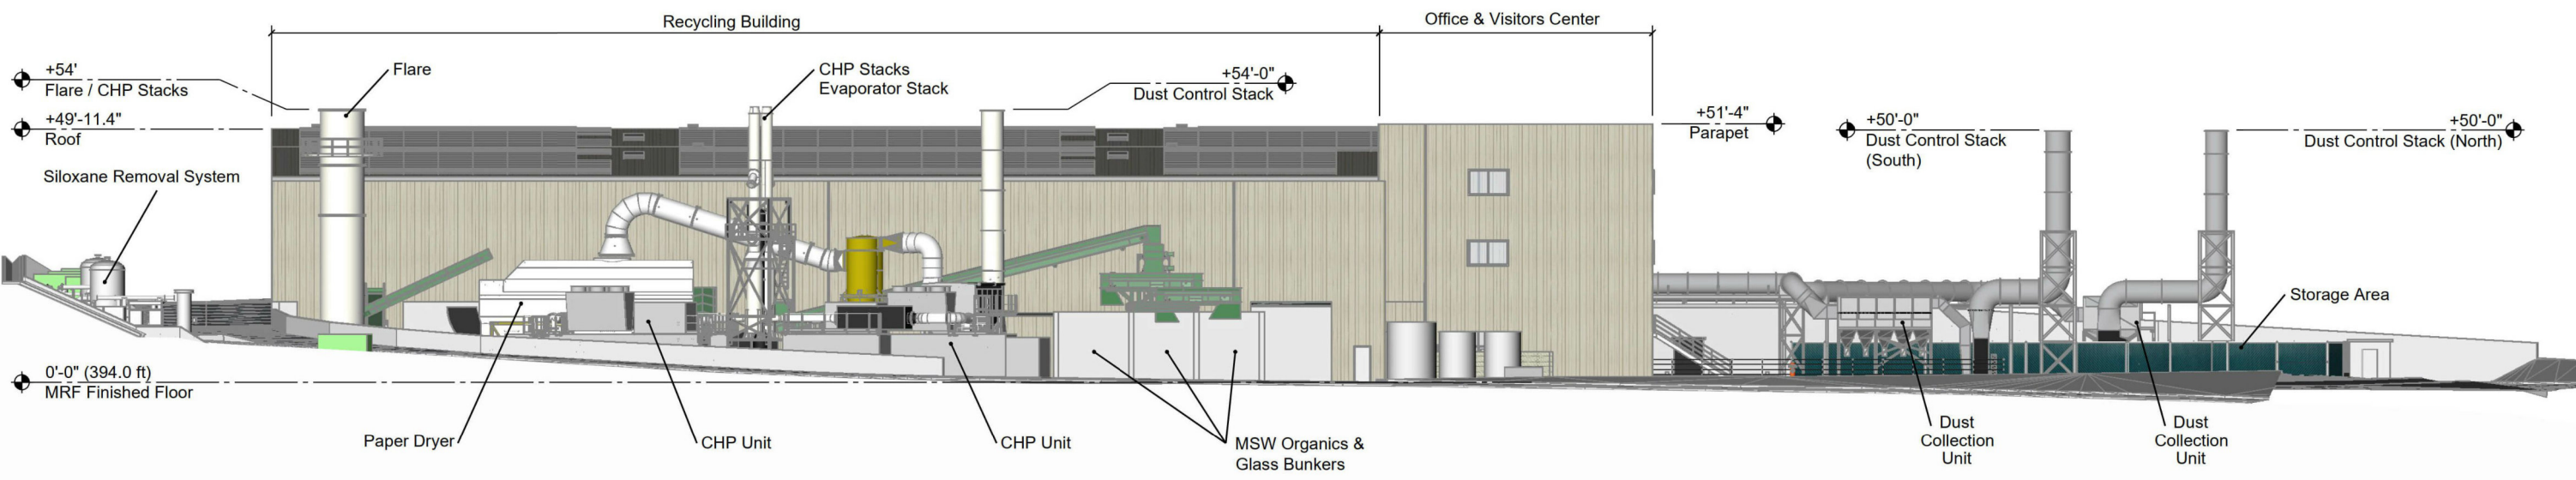 Recycling Building
Office & Visitors Center
+54'
Flare / CHP Stacks
Flare
CHP Stacks
Evaporator Stack
+54'-0"
Dust Control Stack
+49'-11.4"
Roof
+51'-4"
Parapet
+50'-0"
Dust Control Stack
(South)
+50'-0"
Dust Control Stack (North)
Siloxane Removal System
Storage Area
0'-0" (394.0 ft)
MRF Finished Floor
Paper Dryer
CHP Unit
CHP Unit
MSW Organics &
Glass Bunkers
Dust
Collection
Unit
Dust
Collection
Unit